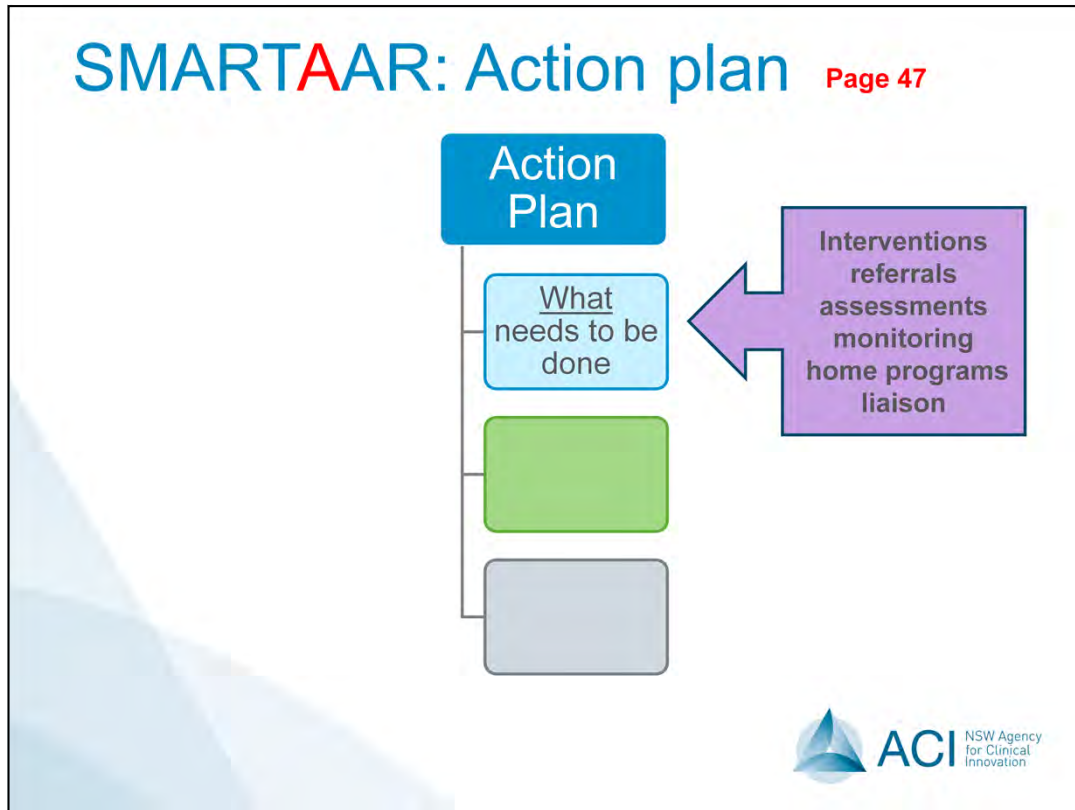 SMARTAAR: Action plan Page 47
Action
Plan
What
needs to be
done
Interventions
referrals
assessments
monitoring
home programs
liaison
ACI NSW Agency
for Clinical
Innovation